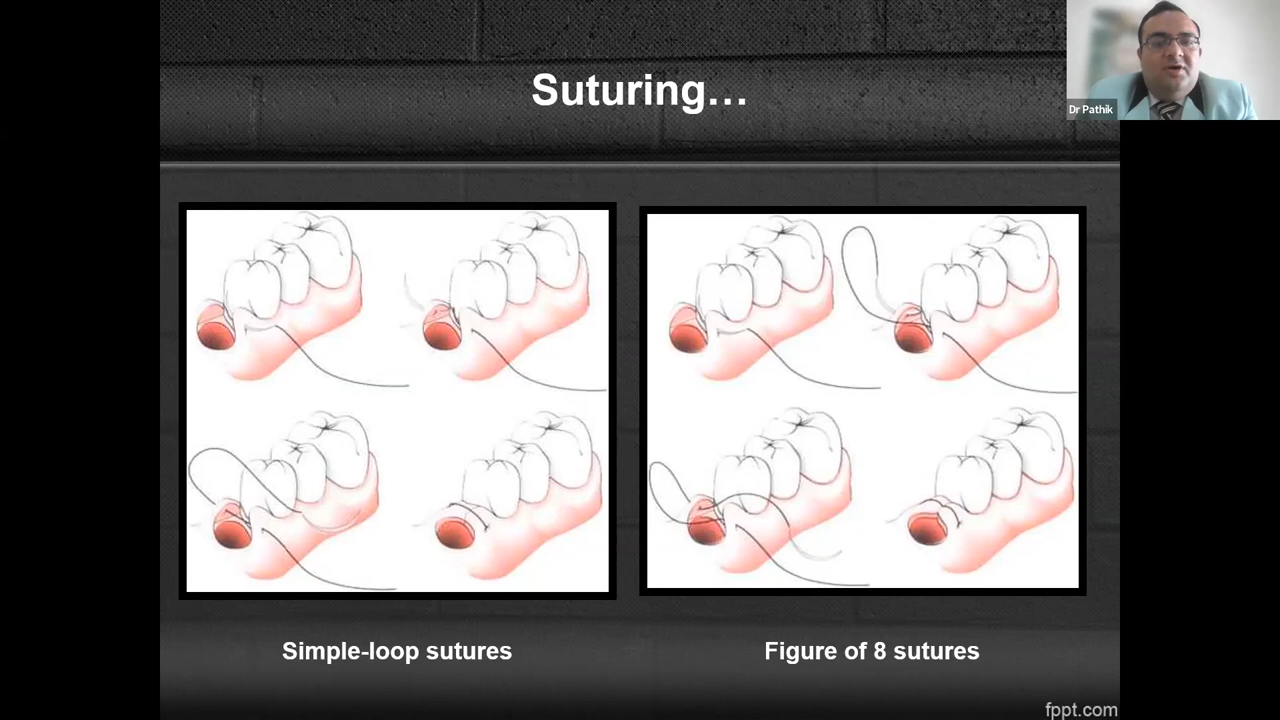 Suturing...
Dr Pathik
Simple-loop sutures
Figure of 8 sutures
fppt.com